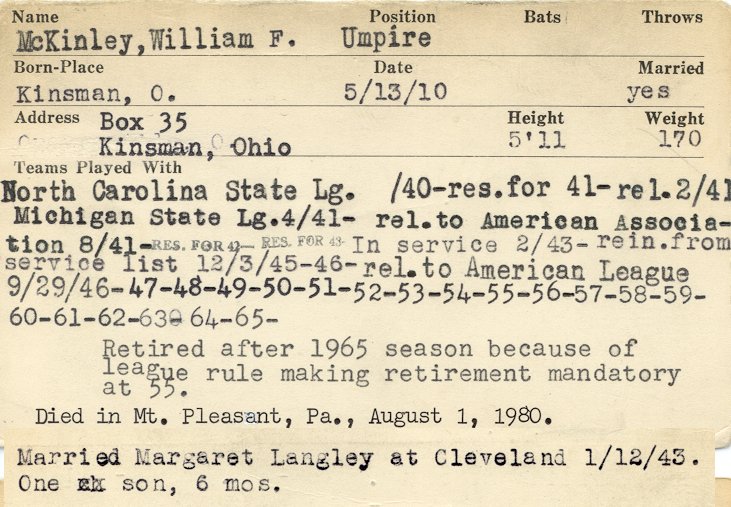 Name Position Bats Throws
McKinley, William F. Umpire
Born-Place Date Married
Kinsman, O. 5/13/10 yes
Address Box 35 Height Weight
Kinsman, Ohio 5'11 170
Teams Played With
North Carolina State Lg. /40-res.for 41-rel.2/41
Michigan State Lg.4/41- rel.to American Associa-
tion 8/41-RES. FOR 42- RES. FOR 43- In service 2/43-rein.from
service list 12/3/45-46-rel.to American League
9/29/46-47-48-49-50-51-52-53-54-55-56-57-58-59-
60-61-62-63-64-65-
Retired after 1965 season because of
league rule making retirement mandatory
at 55.
Died in Mt. Pleasant, Pa., August 1, 1980.
Married Margaret Langley at Cleveland 1/12/43.
One son, 6 mos.